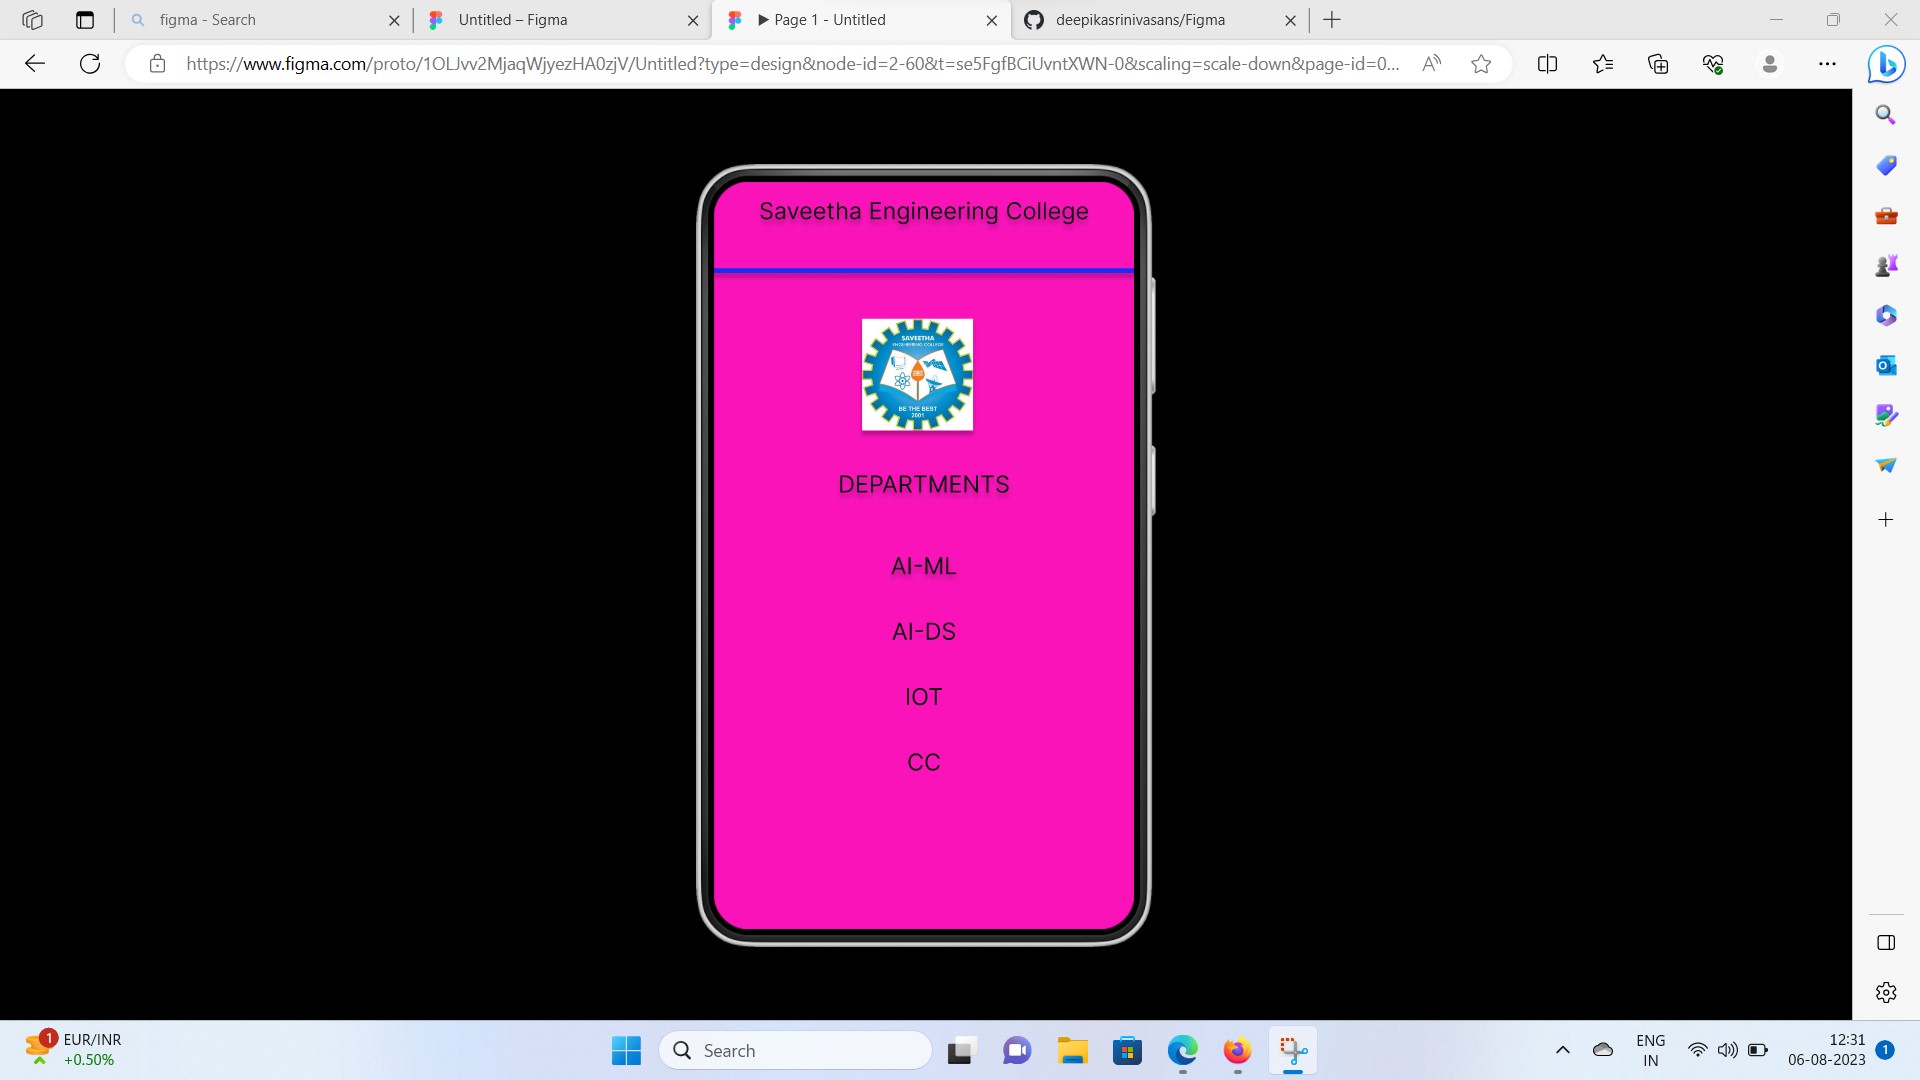 figma - Search
Untitled – Figma
▶ Page 1 - Untitled
deepikasrinivasans/Figma
https://www.figma.com/proto/1OLJvv2MjaqWjyezHA0zjV/Untitled?type=design&node-id=2-60&t=se5FgfBCiUvntXWN-0&scaling=scale-down&page-id=0...
Saveetha Engineering College
SAVEETHA
ENGINEERING COLLEGE
BE THE BEST
2001
DEPARTMENTS
AI-ML
AI-DS
IOT
CC
1
EUR/INR
+0.50%
Search
ENG
IN
12:31
06-08-2023
1